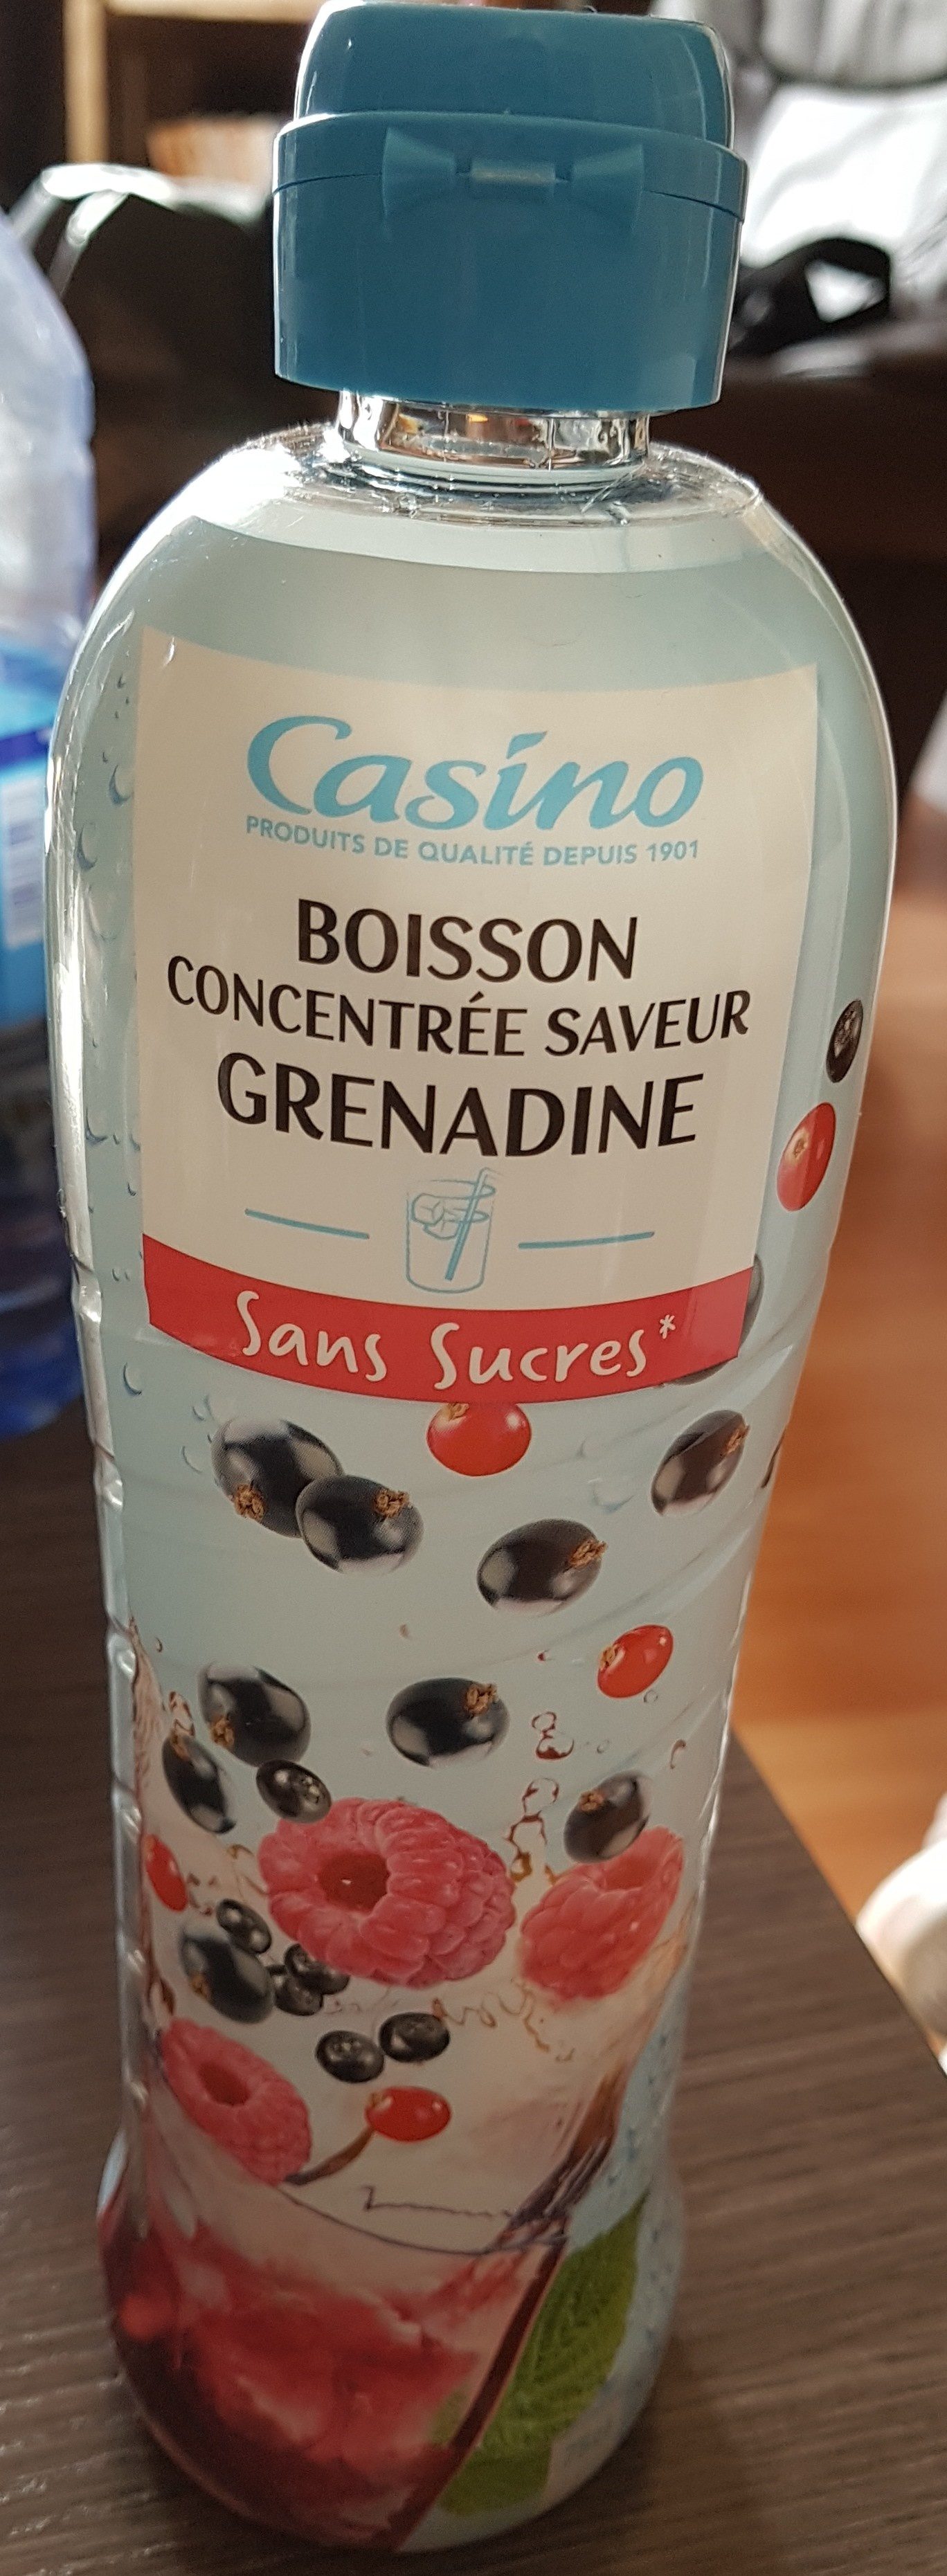 Casino
PRODUITS DE QUALITÉ DEPUIS 1901
BOISSON
CONCENTRÉE SAVEUR
GRENADINE
Sans Sucres*